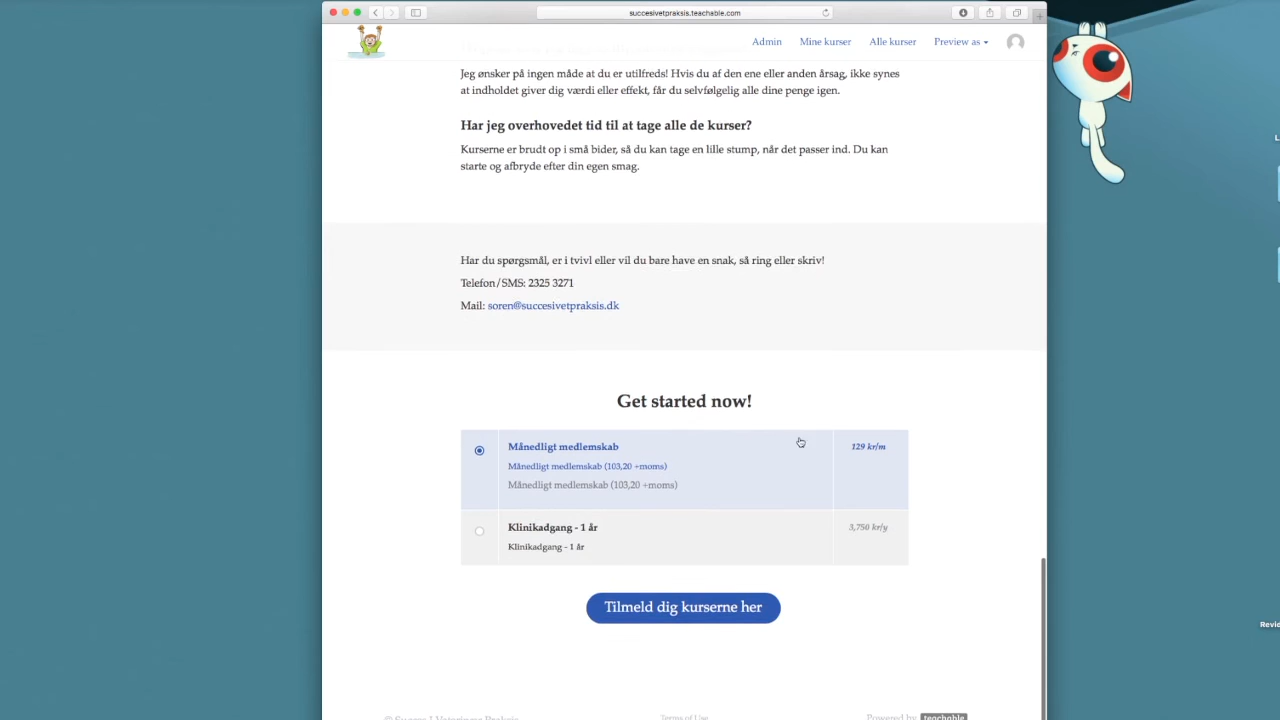 succesivetpraksis.teachable.com
Admin
Mine kurser
Alle kurser
Preview as
Jeg ønsker på ingen måde at du er utilfreds! Hvis du af den ene eller anden årsag, ikke synes
at indholdet giver dig værdi eller effekt, får du selvfølgelig alle dine penge igen.
Har jeg overhovedet tid til at tage alle de kurser?
Kurserne er brudt op i små bider, så du kan tage en lille stump, når det passer ind. Du kan
starte og afbryde efter din egen smag.
Har du spørgsmål, er i tvivl eller vil du bare have en snak, så ring eller skriv!
Telefon/SMS: 2325 3271
Mail: soren@succesivetpraksis.dk
Get started now!
Månedligt medlemskab
129 kr/m
Månedligt medlemskab (103,20 +moms)
Månedligt medlemskab (103,20 +moms)
Klinikadgang - 1 år
3,750 kr/y
Klinikadgang - 1 år
Tilmeld dig kurserne her
Terms of Use
Powered by teachable